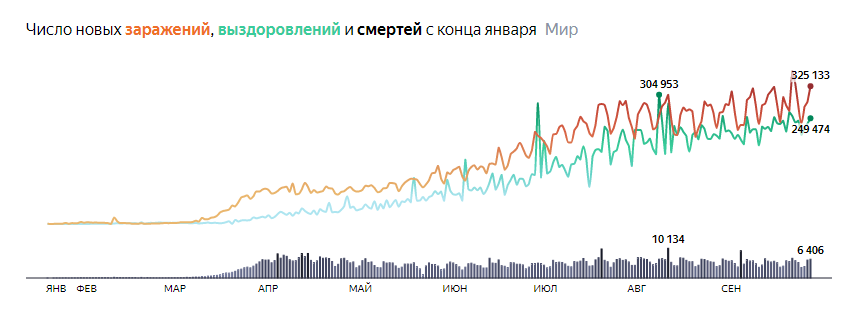 Число новых заражений, выздоровлений и смертей с конца января Мир
325 133
304 953
249 474
10 134
6 406
ЯНВ ФЕВ МАР АПР МАЙ ИЮН ИЮЛ АВГ СЕН